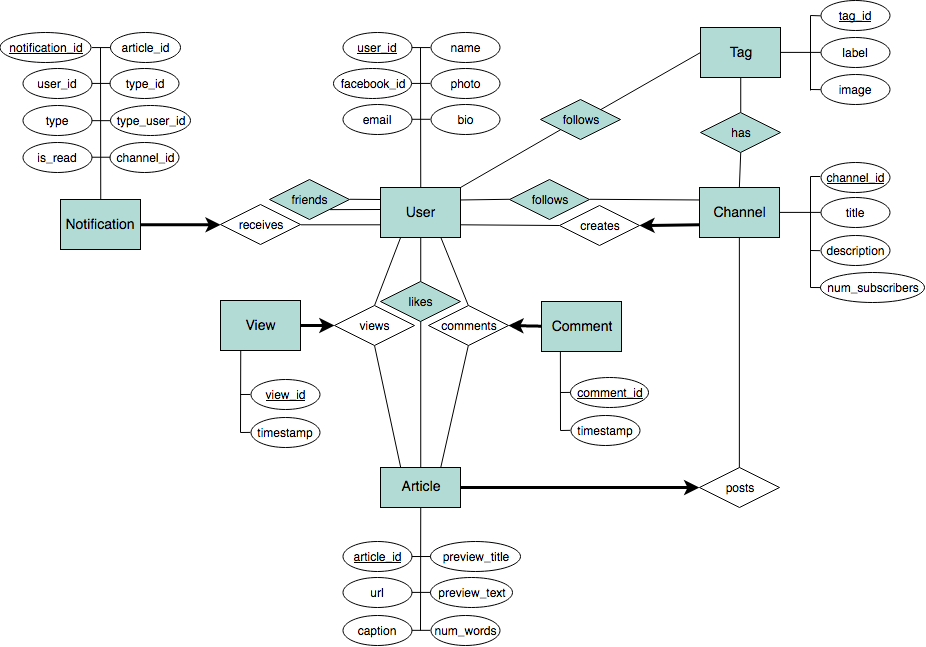 notification_id
article_id
user_id
type_id
type
type_user_id
is_read
channel_id
Notification
user_id
name
facebook_id
photo
email
bio
tag_id
label
image
Tag
follows
has
friends
receives
User
follows
creates
Channel
channel_id
title
description
num_subscribers
View
views
likes
comments
Comment
view_id
timestamp
comment_id
timestamp
Article
posts
article_id
preview_title
url
preview_text
caption
num_words